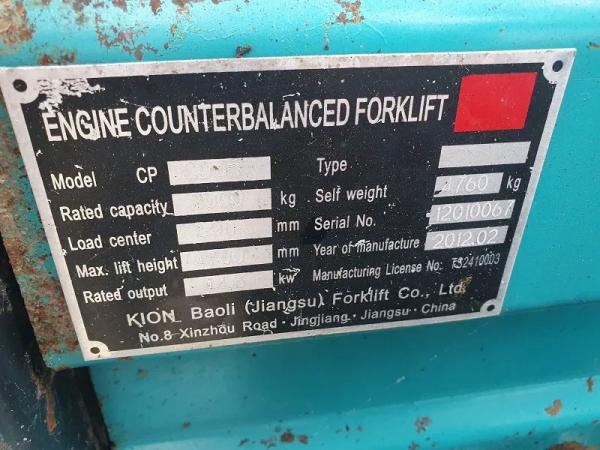 ENGINE COUNTERBALANCED FORKLIFT
Model CP Type
Rated capacity kg Self weight 4760 kg
Load center mm Serial No. 12010067
Max. lift height mm Year of manufacture 2012.02
Rated output kw Manufacturing License No: TS2410003
KION Baoli (Jiangsu) Forklift Co., Ltd.
No.8 Xinzhou Road · Jingjiang · Jiangsu · China